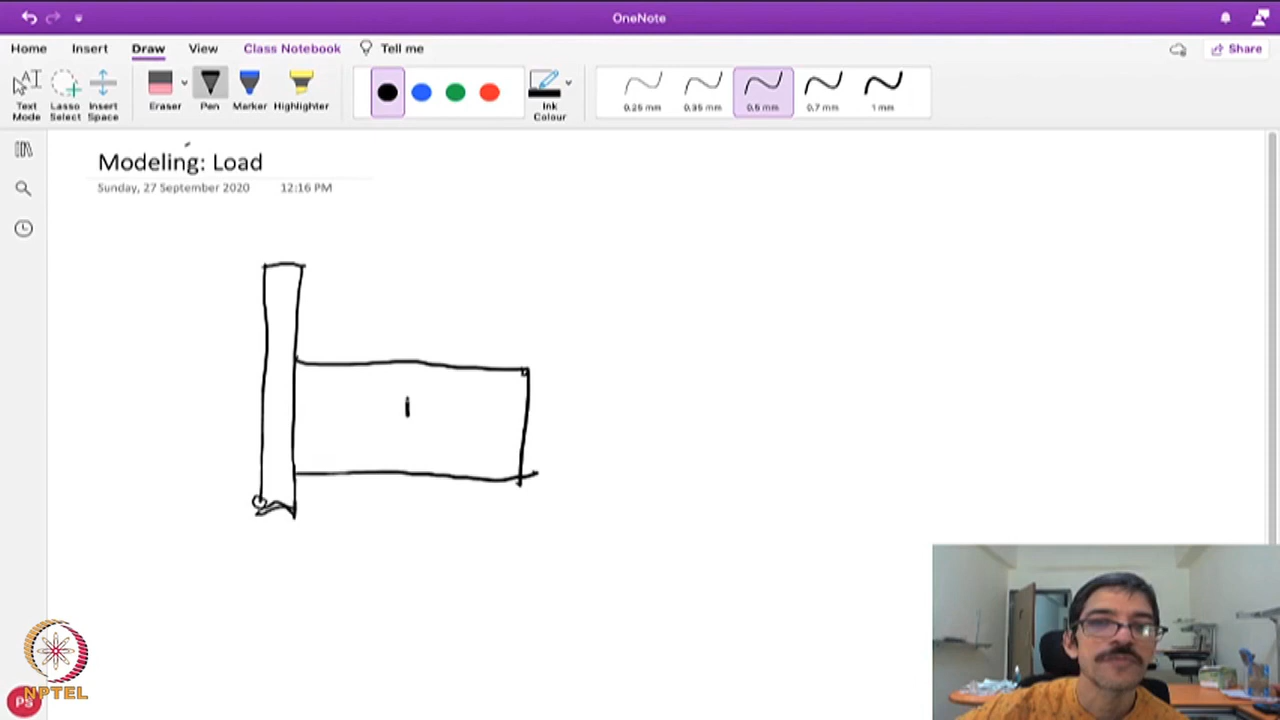 OneNote
Home Insert Draw View Class Notebook Tell me
Share
Text Mode
Lasso Select
Insert Space
Eraser
Pen
Marker
Highlighter
Ink Colour
0.25 mm
0.35 mm
0.5 mm
0.7 mm
1 mm
Modeling: Load
Sunday, 27 September 2020 12:16 PM
NPTEL
PS